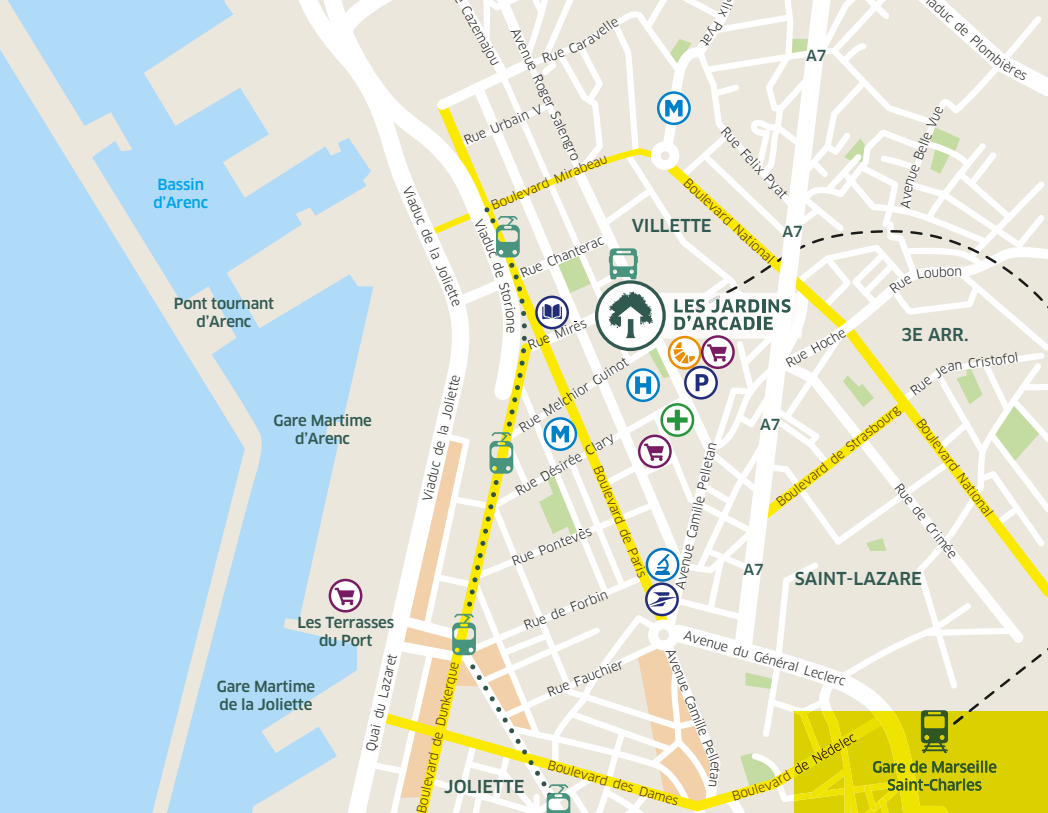 Cazemajou
Avenue Roger Salengro
Rue Caravelle
Félix Pyat
A7
Viaduc de Plombières
M
Rue Urbain V
Rue Felix Pyat
Avenue Belle Vue
Bassin
d'Arenc
Boulevard Mirabeau
Boulevard National
Viaduc de la Joliette
Viaduc de Storione
VILLETTE
A7
Rue Chanterac
Rue Loubon
Pont tournant
d'Arenc
LES JARDINS
D'ARCADIE
Rue Mirès
Rue Hoche
3E ARR.
Rue Jean Cristofol
Rue Melchior Guinot
H
P
Viaduc de la Joliette
Gare Martime
d'Arenc
M
A7
Boulevard de Strasbourg
Boulevard National
Rue Désirée Clary
Boulevard de Paris
Avenue Camille Pelletan
Rue de Crimée
Rue Pontevès
A7
SAINT-LAZARE
Rue de Forbin
Les Terrasses
du Port
Avenue du Général Leclerc
Quai du Lazaret
Boulevard de Dunkerque
Rue Fauchier
Avenue Camille Pelletan
Gare Martime
de la Joliette
Boulevard de Nédelec
Gare de Marseille
Saint-Charles
JOLIETTE
Boulevard des Dames